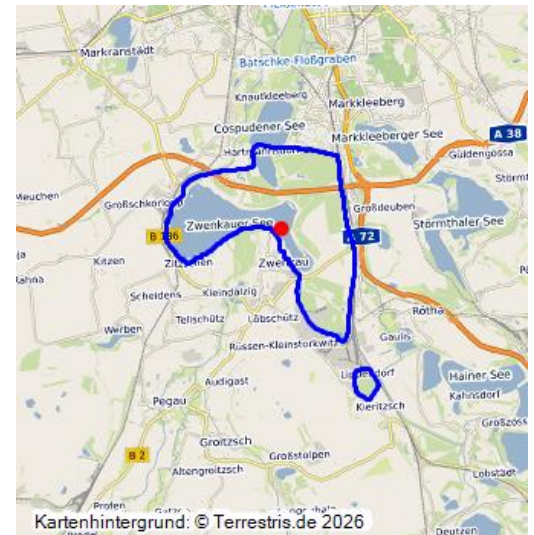 Markranstädt
Batschke-Floßgraben
Knautkleeberg
Markkleeberg
Cospudener See
Markkleeberger See
A 38
Güldengossa
Meuchen
Großdeuben
Störmthaler See
Zwenkauer See
B 186
A 72
Kitzen
Zitzschen
Zwenkau
Rahna
Scheidens
Kleindalzig
Werben
Tellschütz
Löbschütz
Rötha
Gaulis
Rüssen-Kleinstorkwitz
Lippendorf
Hainer See
Audigast
Kahnsdorf
Pegau
Kieritzsch
Groitzsch
B 2
Großstolpen
Altengroitzsch
Lobstädt
Deutzen
Kartenhintergrund: © Terrestris.de 2026